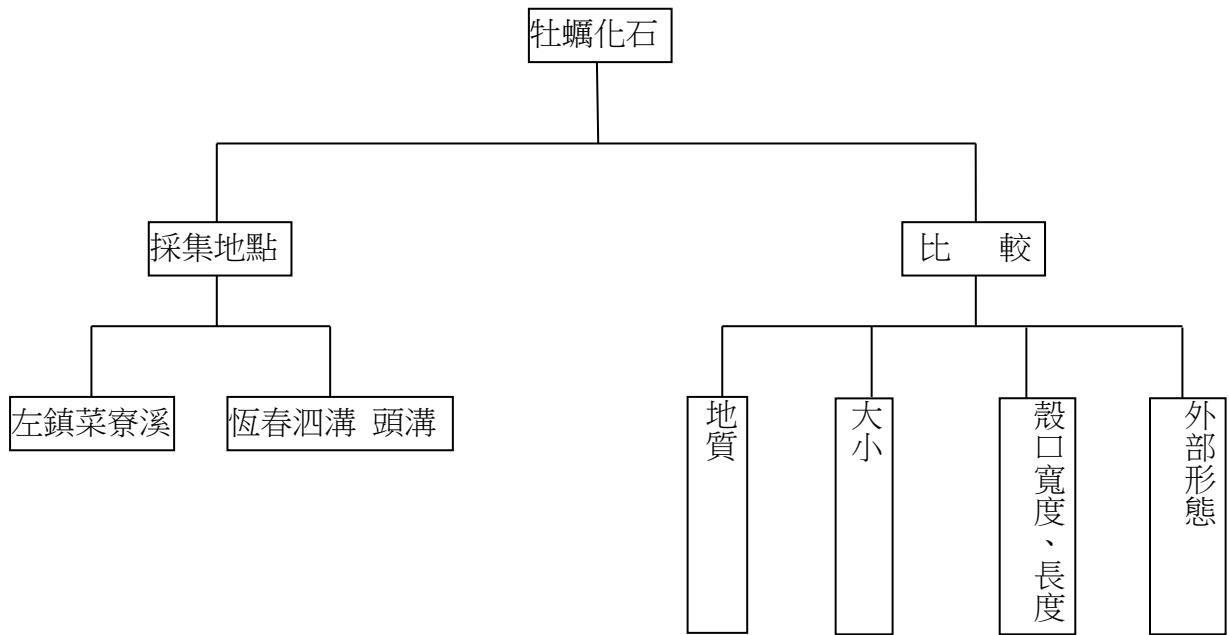 牡蠣化石
採集地點
比 較
左鎮菜寮溪
恆春泗溝 頭溝
地質
大小
殼口寬度、長度
外部形態